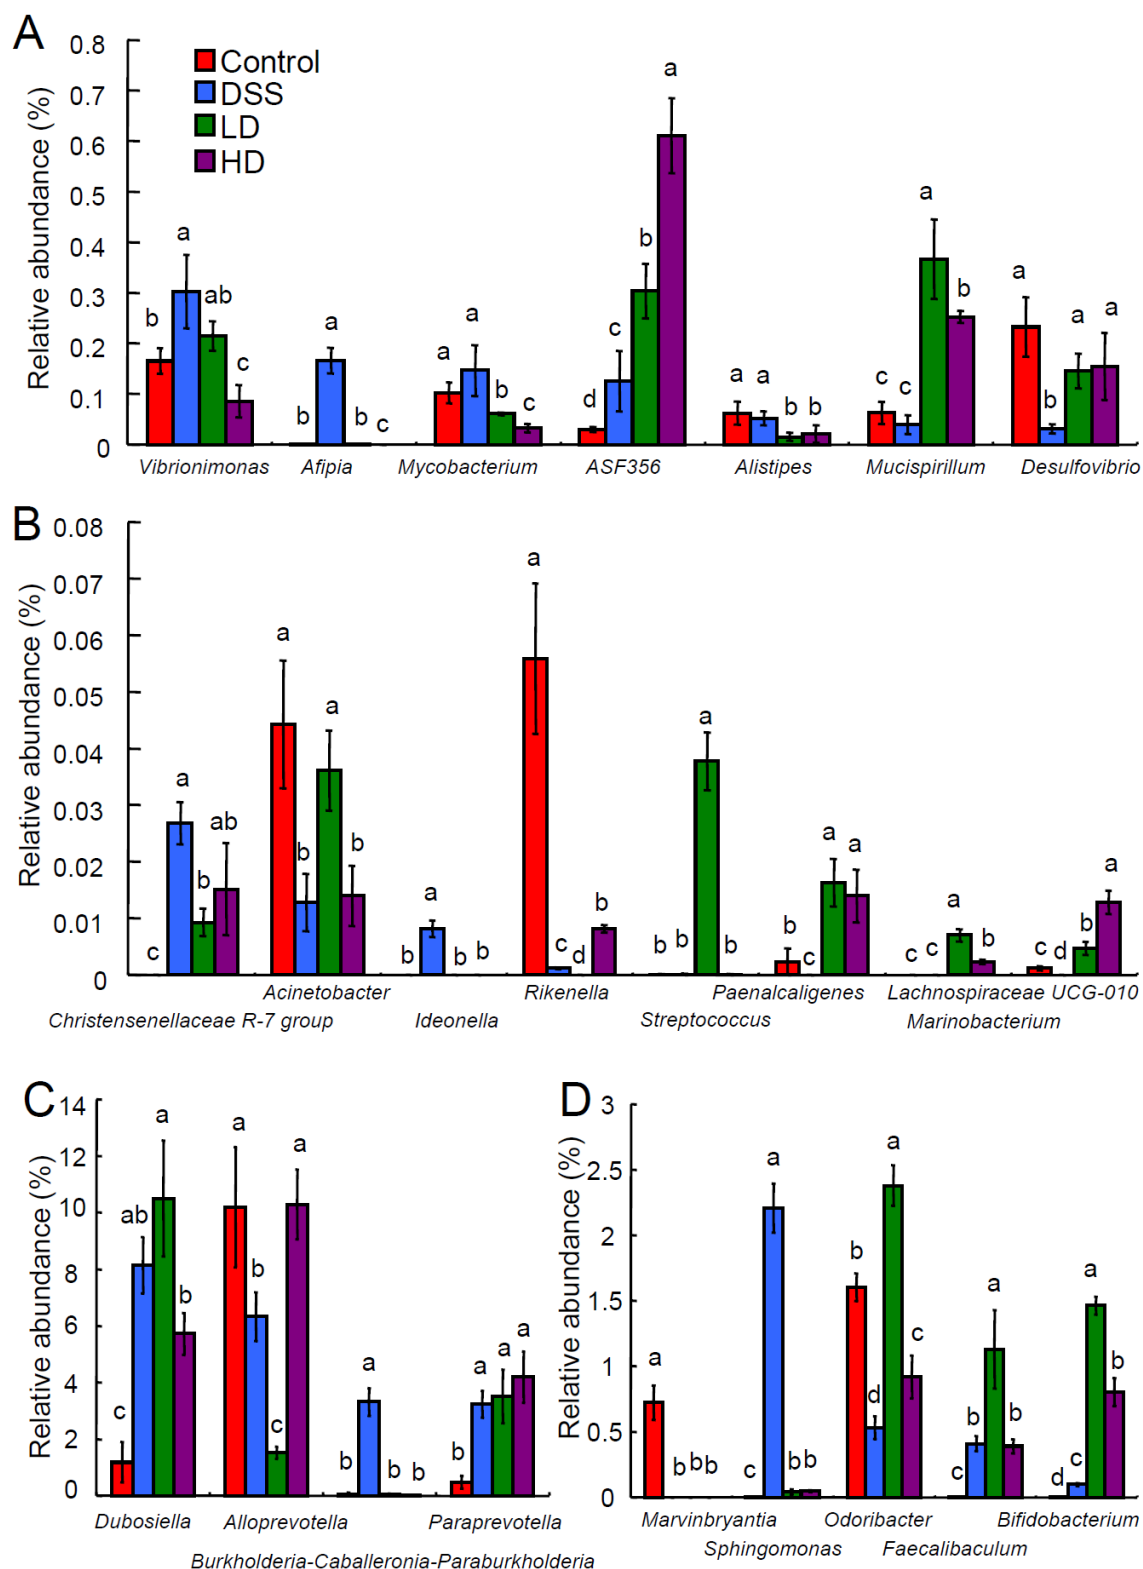 A
Relative abundance (%)
0.8
0.7
0.6
0.5
0.4
0.3
0.2
0.1
0
Control
DSS
LD
HD
b a ab c
b a b c
a a b c
d c b a
a a b b
c c a b
a b a a
Vibrionimonas Afipia Mycobacterium ASF356 Alistipes Mucispirillum Desulfovibrio
B
Relative abundance (%)
0.08
0.07
0.06
0.05
0.04
0.03
0.02
0.01
0
c a b ab
a b a b
b a b b
a c d b
b b a b
b c a a
c c a b
c d b a
Acinetobacter Rikenella Paenalcaligenes Lachnospiraceae UCG-010
Christensenellaceae R-7 group Ideonella Streptococcus Marinobacterium
C
Relative abundance (%)
14
12
10
8
6
4
2
0
c ab a b
a b c a
b a b b
b a a a
Dubosiella Alloprevotella Paraprevotella
Burkholderia-Caballeronia-Paraburkholderia
D
Relative abundance (%)
3
2.5
2
1.5
1
0.5
0
a b b b
c a b b
b d a c
c b a b
d c a b
Marvinbryantia Odoribacter Bifidobacterium
Sphingomonas Faecalibaculum